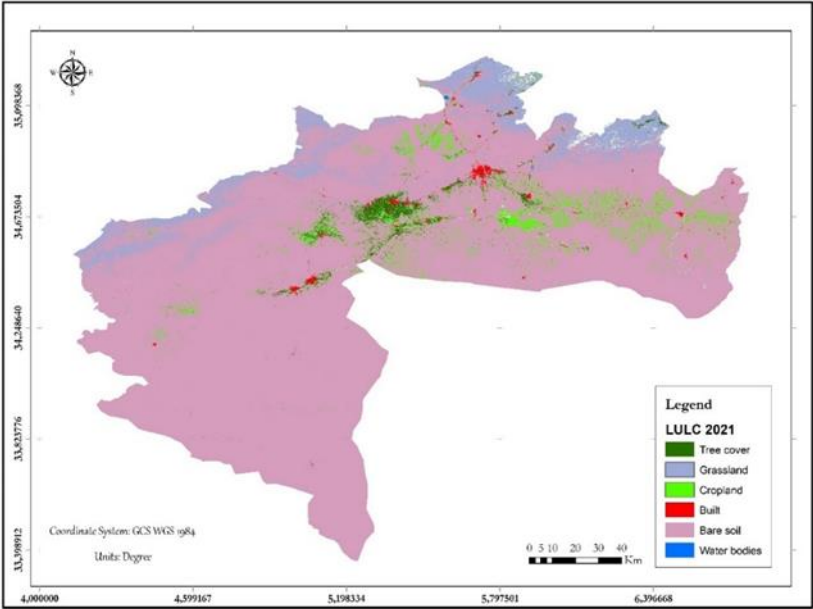 N
W E
S
35,098368
34,673504
34,248640
33,823776
33,398912
Legend
LULC 2021
Tree cover
Grassland
Cropland
Built
Bare soil
Water bodies
Coordinate System: GCS WGS 1984
Units: Degree
0 5 10 20 30 40
Km
4,000000 4,599167 5,198334 5,797501 6,396668